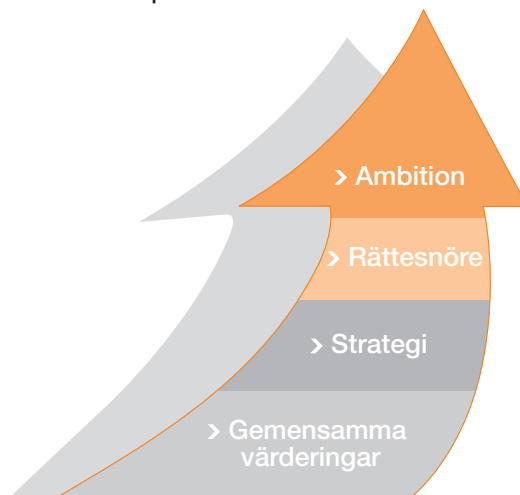 › Ambition
› Rättesnöre
› Strategi
› Gemensamma
värderingar